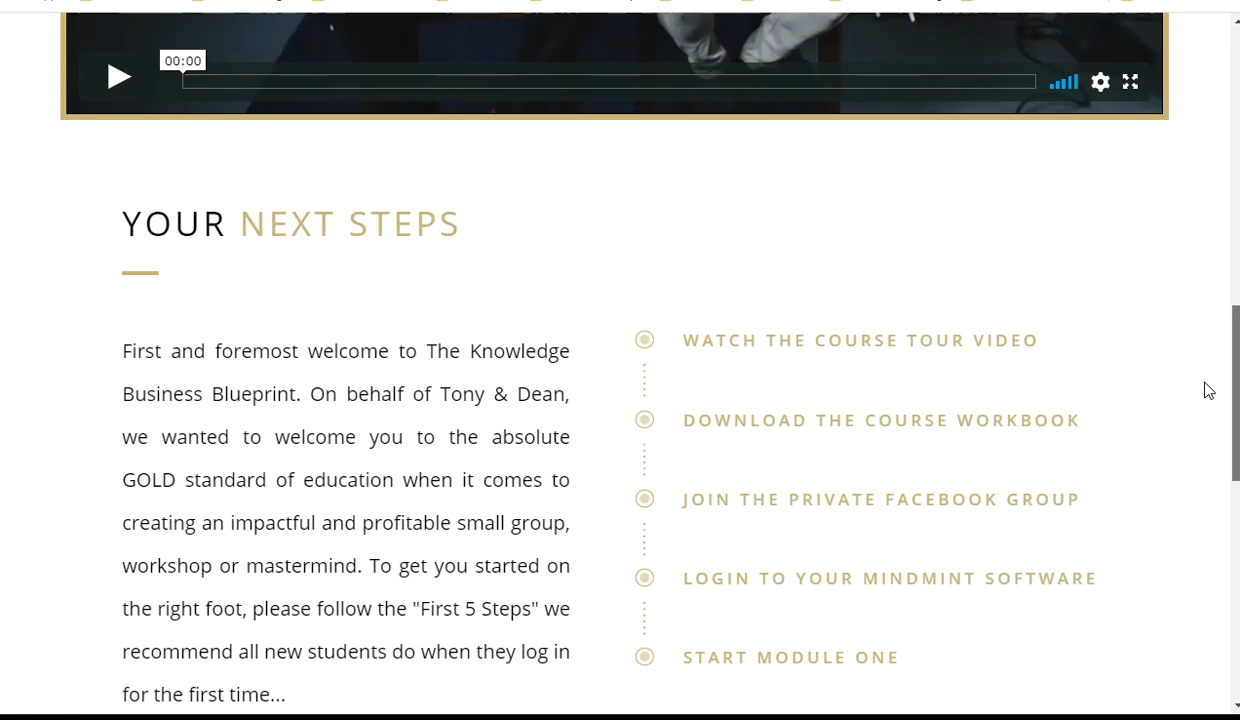 00:00
YOUR NEXT STEPS
First and foremost welcome to The Knowledge
Business Blueprint. On behalf of Tony & Dean,
we wanted to welcome you to the absolute
GOLD standard of education when it comes to
creating an impactful and profitable small group,
workshop or mastermind. To get you started on
the right foot, please follow the "First 5 Steps" we
recommend all new students do when they log in
for the first time...
WATCH THE COURSE TOUR VIDEO
DOWNLOAD THE COURSE WORKBOOK
JOIN THE PRIVATE FACEBOOK GROUP
LOGIN TO YOUR MINDMINT SOFTWARE
START MODULE ONE